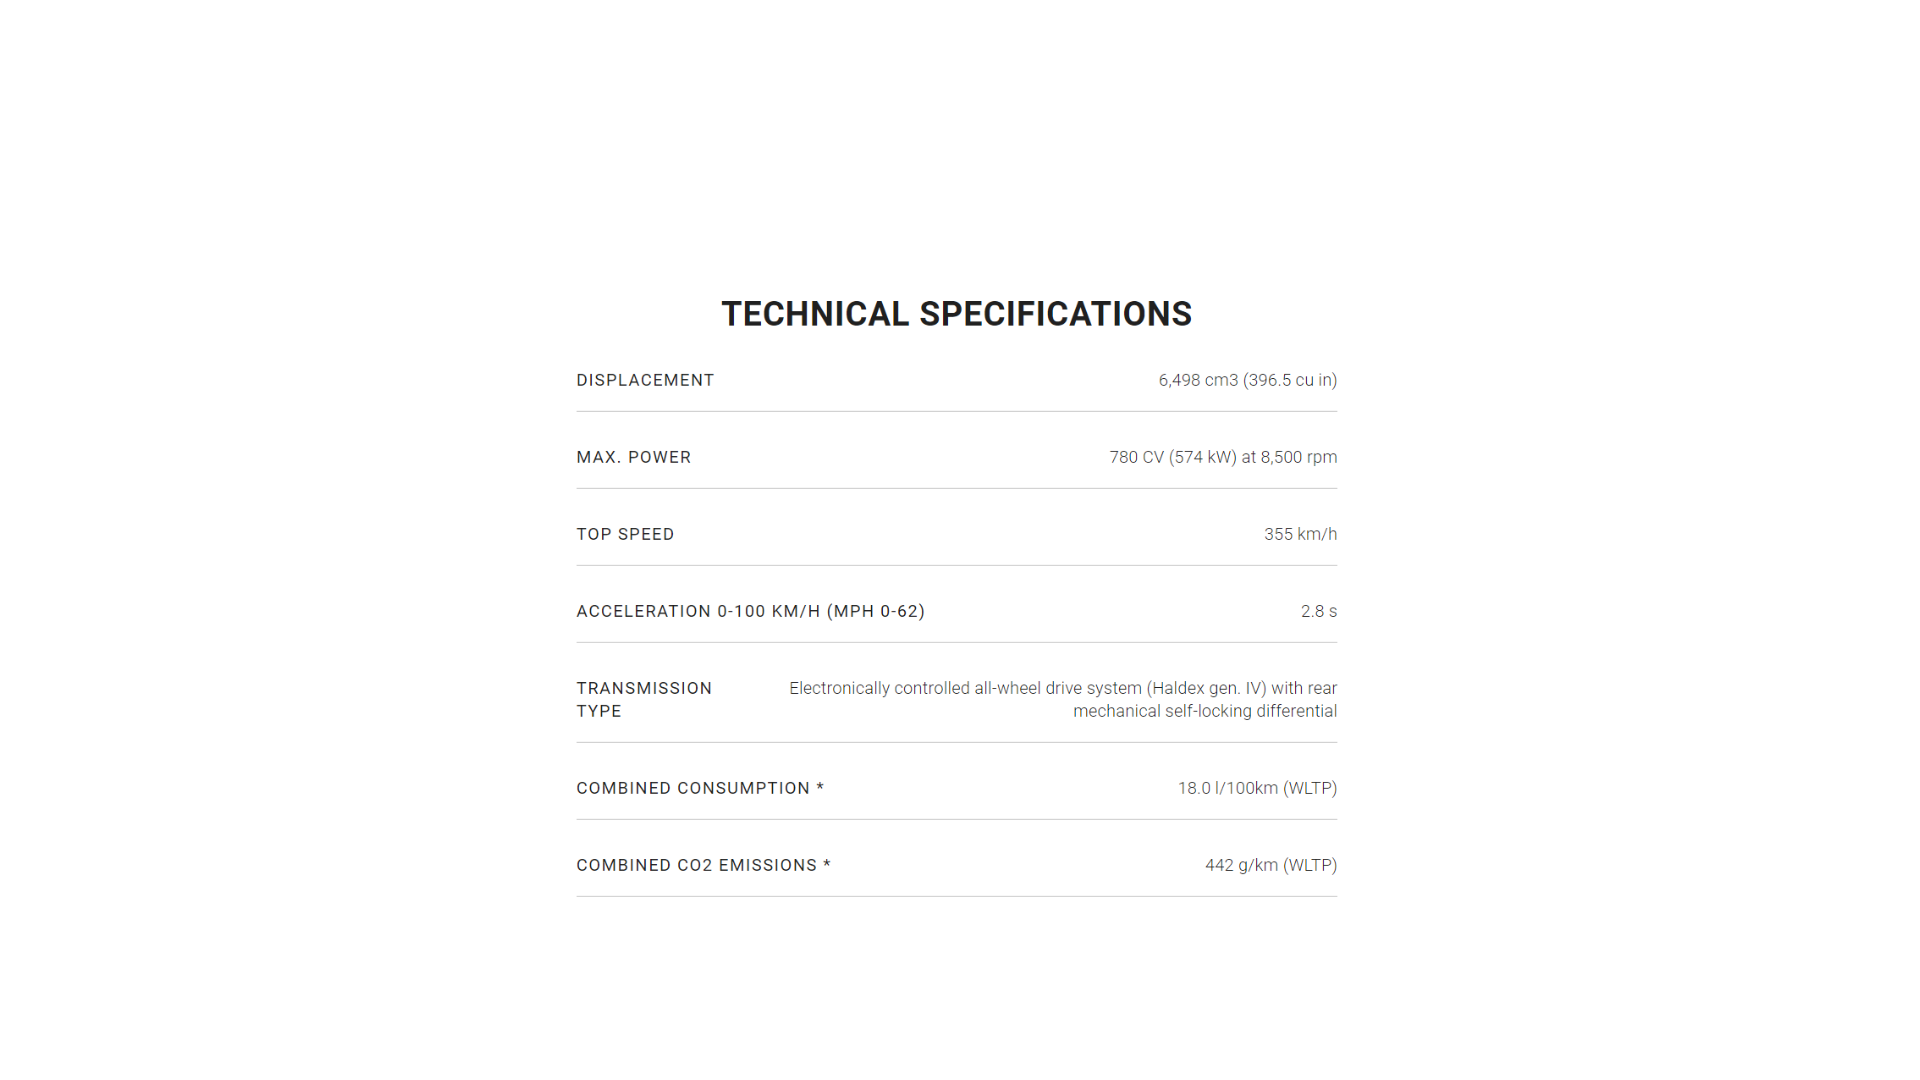 TECHNICAL SPECIFICATIONS
DISPLACEMENT 6,498 cm3 (396.5 cu in)
MAX. POWER 780 CV (574 kW) at 8,500 rpm
TOP SPEED 355 km/h
ACCELERATION 0-100 KM/H (MPH 0-62) 2.8 s
TRANSMISSION Electronically controlled all-wheel drive system (Haldex gen. IV) with rear
TYPE mechanical self-locking differential
COMBINED CONSUMPTION * 18.0 l/100km (WLTP)
COMBINED CO2 EMISSIONS * 442 g/km (WLTP)